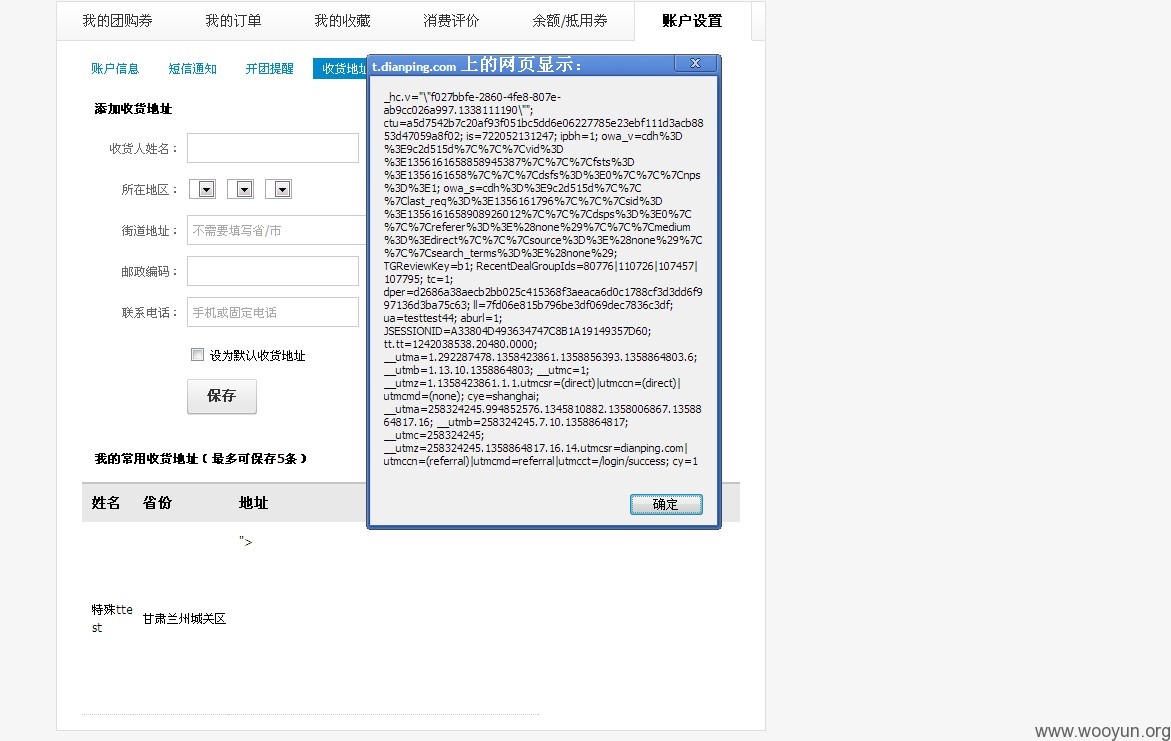 我的团购券 我的订单 我的收藏 消费评价 余额/抵用券 账户设置
账户信息 短信通知 开团提醒 收货地址
t.dianping.com 上的网页显示：
X
添加收货地址
收货人姓名：
所在地区：
街道地址： 不需要填写省/市
邮政编码：
联系电话： 手机或固定电话
设为默认收货地址
保存
_hc.v="\"f027bbfe-2860-4fe8-807e-
ab9cc026a997.1338111190\"";
ctu=a5d7542b7c20af93f051bc5dd6e06227785e23ebf111d3acb88
53d47059a8f02; is=722052131247; ipbh=1; owa_v=cdh%3D
%3E9c2d515d%7C%7C%7Cvid%3D
%3E1356161658858945387%7C%7C%7Cfsts%3D
%3E1356161658%7C%7C%7Cdsfs%3D%3E0%7C%7C%7Cnps
%3D%3E1; owa_s=cdh%3D%3E9c2d515d%7C%7C
%7Clast_req%3D%3E1356161796%7C%7C%7Csid%3D
%3E1356161658908926012%7C%7C%7Cdsps%3D%3E0%7C
%7C%7Creferer%3D%3E%28none%29%7C%7C%7Cmedium
%3D%3Edirect%7C%7C%7Csource%3D%3E%28none%29%7C
%7C%7Csearch_terms%3D%3E%28none%29;
TGReviewKey=b1; RecentDealGroupIds=80776|110726|107457|
107795; tc=1;
dper=d2686a38aecb2bb025c415368f3aeaca6d0c1788cf3d3dd6f9
97136d3ba75c63; ll=7fd06e815b796be3df069dec7836c3df;
ua=testtest44; aburl=1;
JSESSIONID=A33804D493634747C8B1A19149357D60;
tt.tt=1242038538.20480.0000;
__utma=1.292287478.1358423861.1358856393.1358864803.6;
__utmb=1.13.10.1358864803; __utmc=1;
__utmz=1.1358423861.1.1.utmcsr=(direct)|utmccn=(direct)|
utmcmd=(none); cye=shanghai;
__utma=258324245.994852576.1345810882.1358006867.1358
864817.16; __utmb=258324245.7.10.1358864817;
__utmc=258324245;
__utmz=258324245.1358864817.16.14.utmcsr=dianping.com|
utmccn=(referral)|utmcmd=referral|utmcct=/login/success; cy=1
确定
我的常用收货地址（最多可保存5条）
姓名 省份 地址
">
特殊tte
st
甘肃兰州城关区
www.wooyun.org